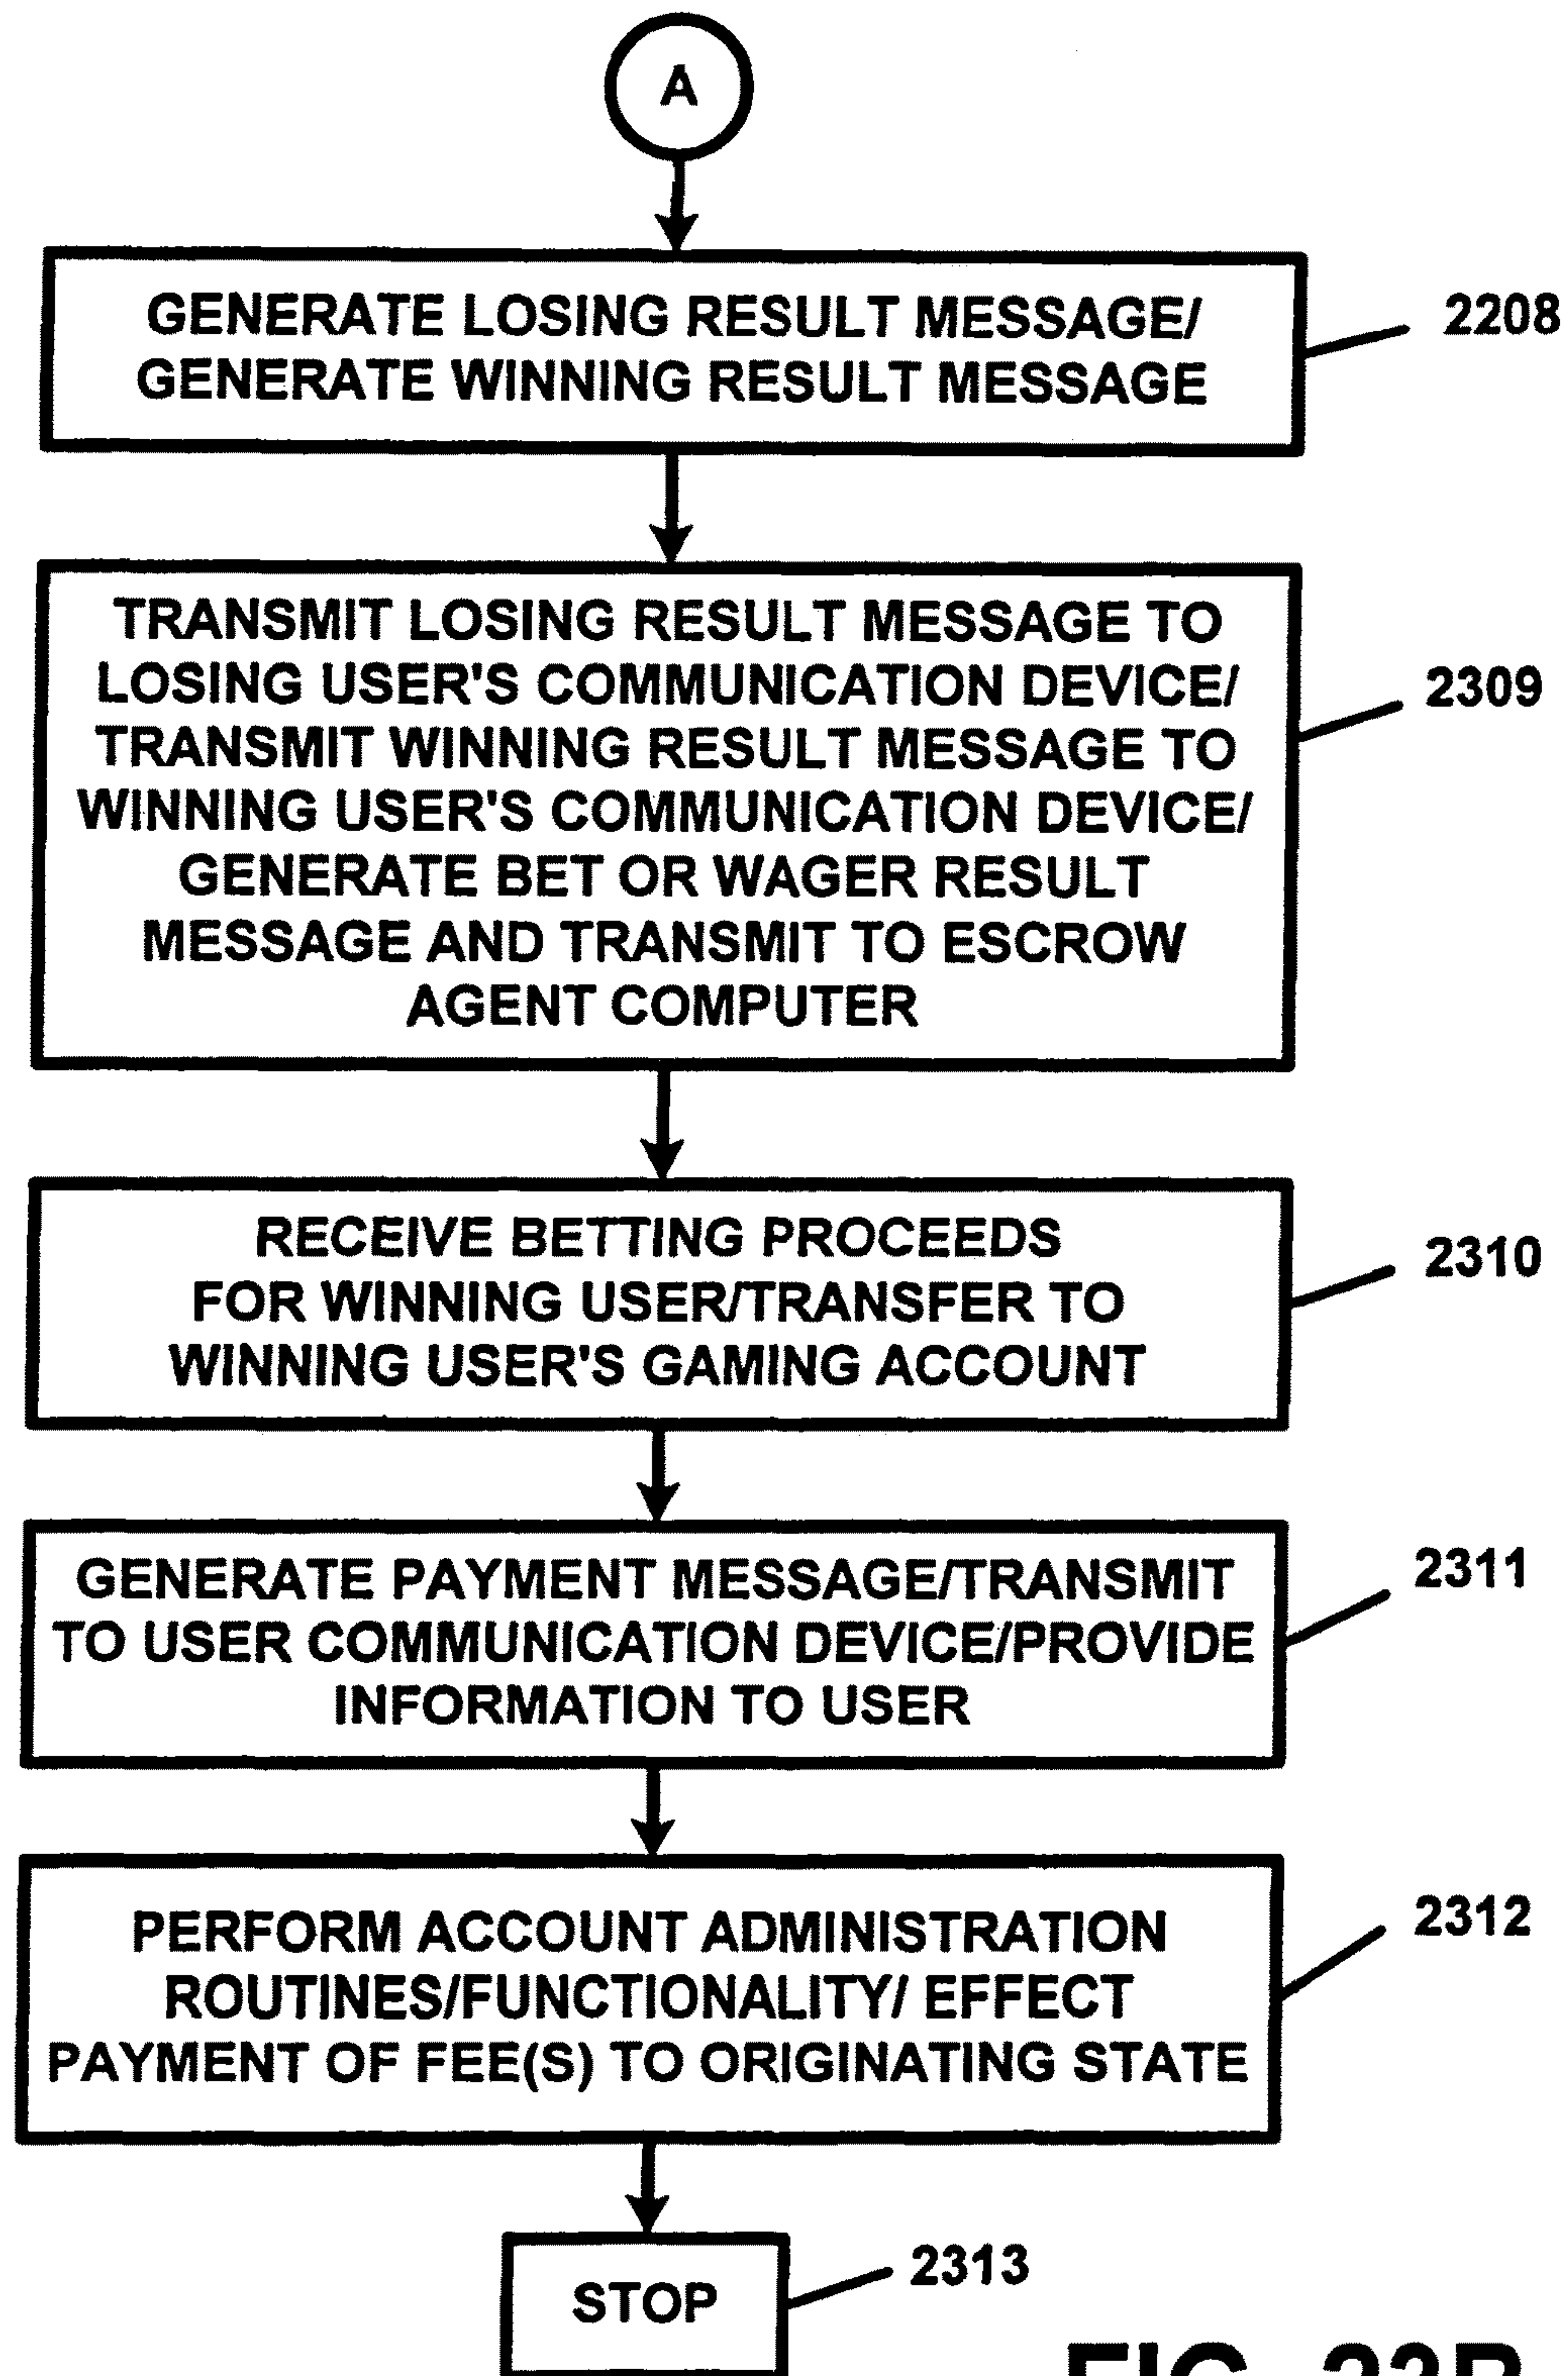 A
GENERATE LOSING RESULT MESSAGE/
GENERATE WINNING RESULT MESSAGE
2208
TRANSMIT LOSING RESULT MESSAGE TO
LOSING USER'S COMMUNICATION DEVICE/
TRANSMIT WINNING RESULT MESSAGE TO
WINNING USER'S COMMUNICATION DEVICE/
GENERATE BET OR WAGER RESULT
MESSAGE AND TRANSMIT TO ESCROW
AGENT COMPUTER
2309
RECEIVE BETTING PROCEEDS
FOR WINNING USER/TRANSFER TO
WINNING USER'S GAMING ACCOUNT
2310
GENERATE PAYMENT MESSAGE/TRANSMIT
TO USER COMMUNICATION DEVICE/PROVIDE
INFORMATION TO USER
2311
PERFORM ACCOUNT ADMINISTRATION
ROUTINES/FUNCTIONALITY/ EFFECT
PAYMENT OF FEE(S) TO ORIGINATING STATE
2312
STOP
2313
FIG. 23B